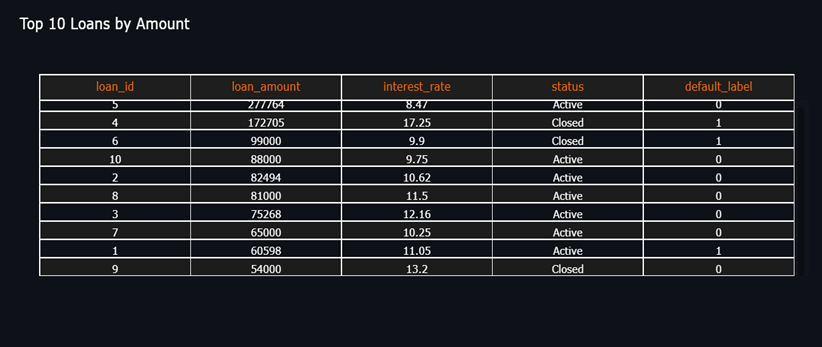 Top 10 Loans by Amount
loan_id loan_amount interest_rate status default_label
5 277764 8.47 Active 0
4 172705 17.25 Closed 1
6 99000 9.9 Closed 1
10 88000 9.75 Active 0
2 82494 10.62 Active 0
8 81000 11.5 Active 0
3 75268 12.16 Active 0
7 65000 10.25 Active 0
1 60598 11.05 Active 1
9 54000 13.2 Closed 0